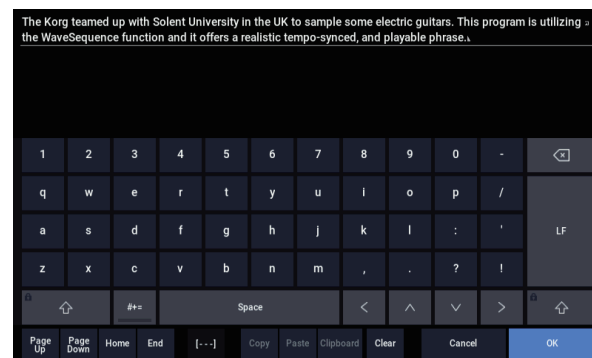 The Korg teamed up with Solent University in the UK to sample some electric guitars. This program is utilizing
the WaveSequence function and it offers a realistic tempo-synced, and playable phrase..
1 2 3 4 5 6 7 8 9 0 -
q w e r t y u i o p /
a s d f g h j k l : ' LF
z x c v b n m , . ? !
#+= Space < >
Page Up Page Down Home End [---] Copy Paste Clipboard Clear Cancel OK